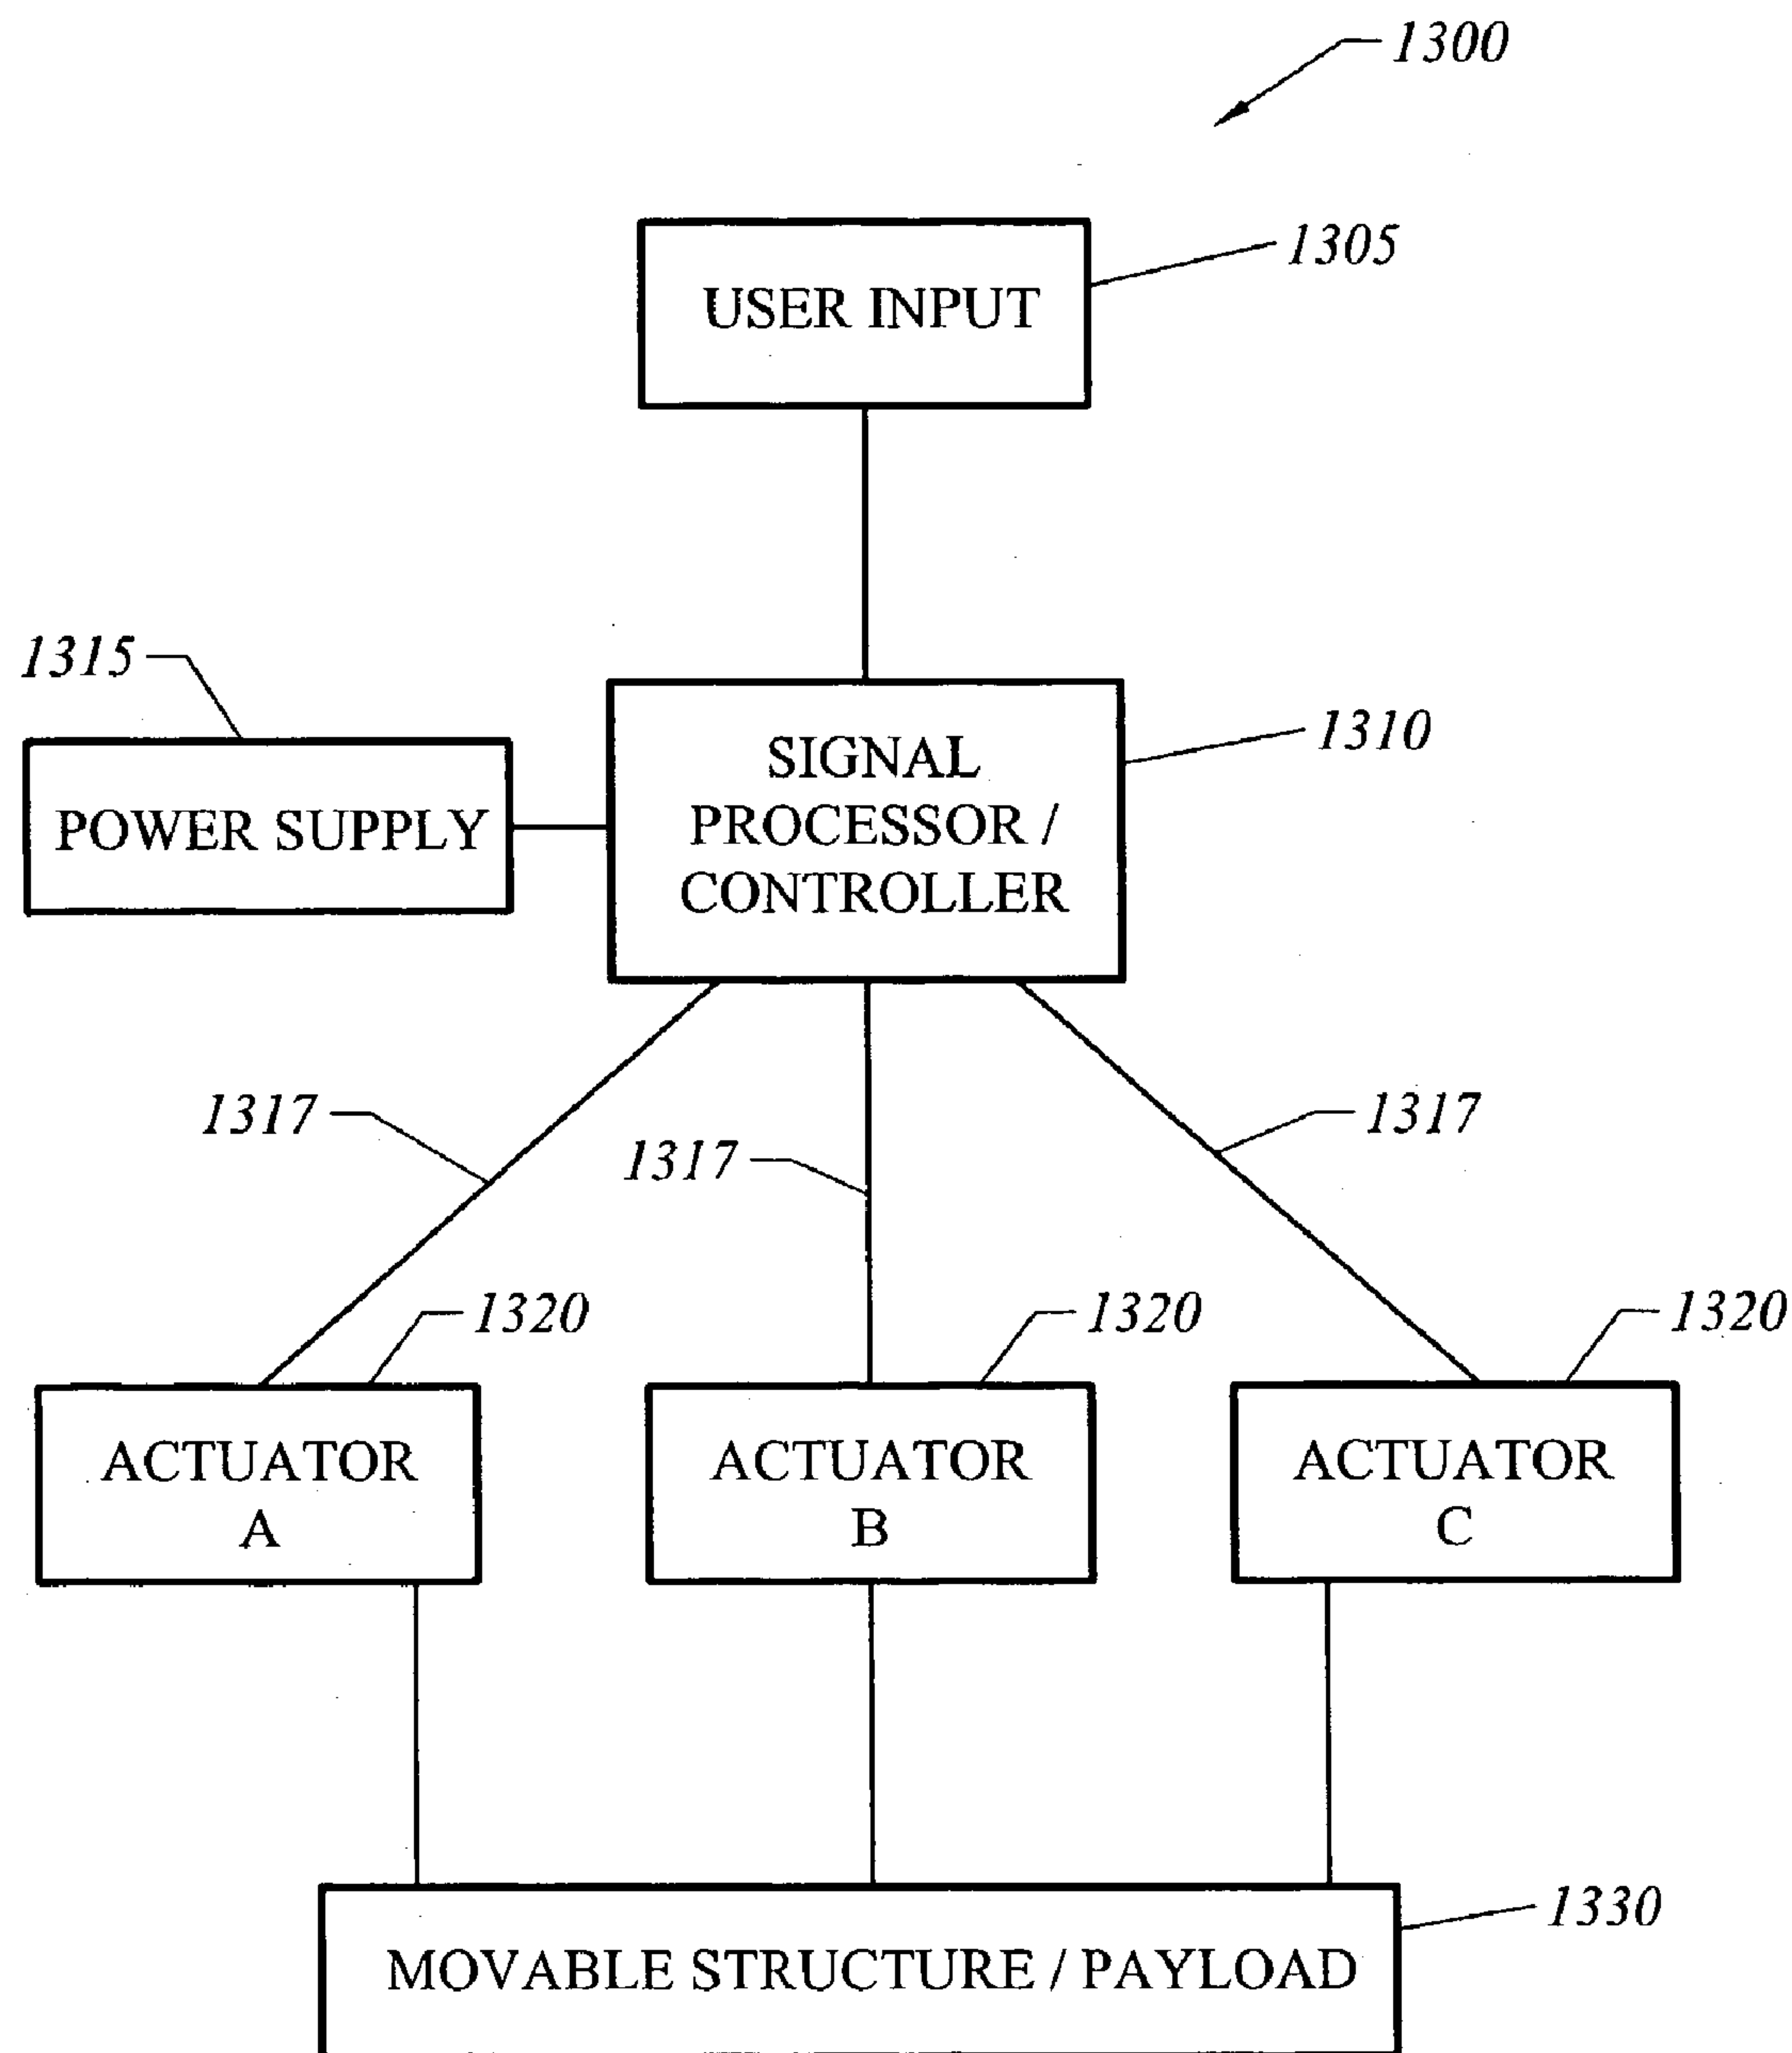 1300
1305
USER INPUT
1315
1310
SIGNAL
PROCESSOR /
CONTROLLER
POWER SUPPLY
1317
1317
1317
1320
1320
1320
ACTUATOR
A
ACTUATOR
B
ACTUATOR
C
1330
MOVABLE STRUCTURE / PAYLOAD